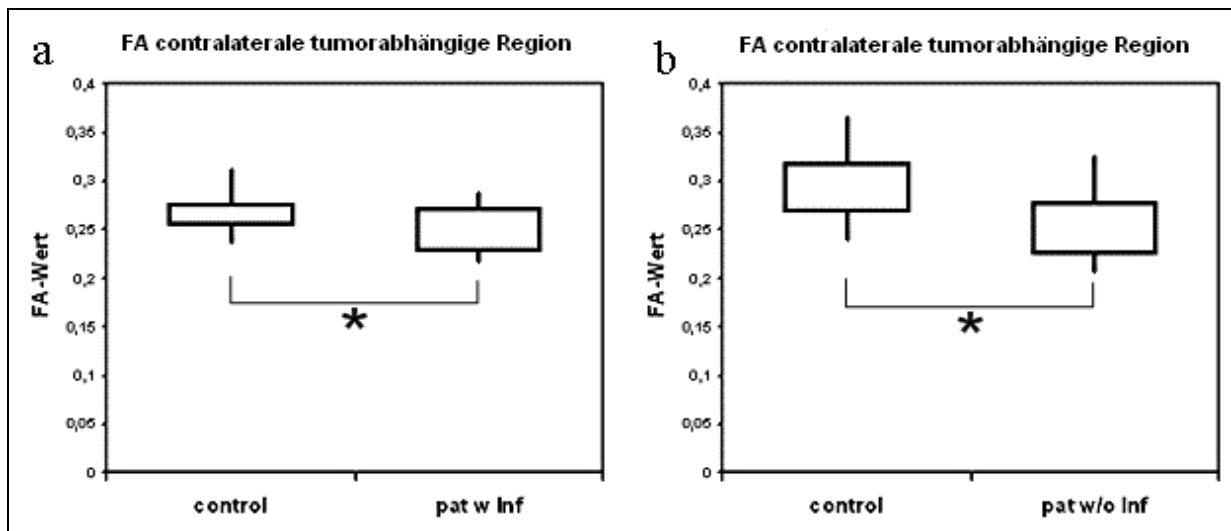 a
FA contralaterale tumorabhängige Region
FA-Wert
0,4
0,35
0,3
0,25
0,2
0,15
0,1
0,05
0
*
control
pat w Inf
b
FA contralaterale tumorabhängige Region
FA-Wert
0,4
0,35
0,3
0,25
0,2
0,15
0,1
0,05
0
*
control
pat w/o Inf